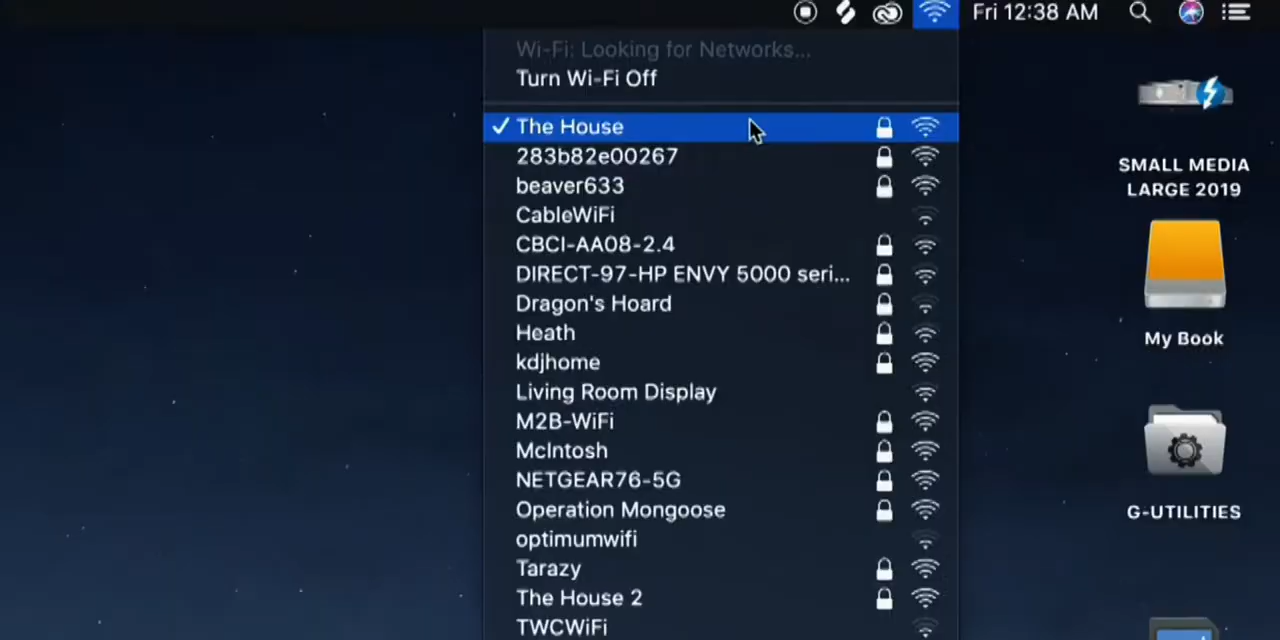 Fri 12:38 AM
Wi-Fi: Looking for Networks...
Turn Wi-Fi Off
The House
283b82e00267
beaver633
CableWiFi
CBCI-AA08-2.4
DIRECT-97-HP ENVY 5000 seri...
Dragon's Hoard
Heath
kdjhome
Living Room Display
M2B-WiFi
McIntosh
NETGEAR76-5G
Operation Mongoose
optimumwifi
Tarazy
The House 2
TWCWiFi
SMALL MEDIA
LARGE 2019
My Book
G-UTILITIES